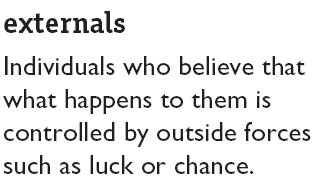 externals
Individuals who believe that
what happens to them is
controlled by outside forces
such as luck or chance.